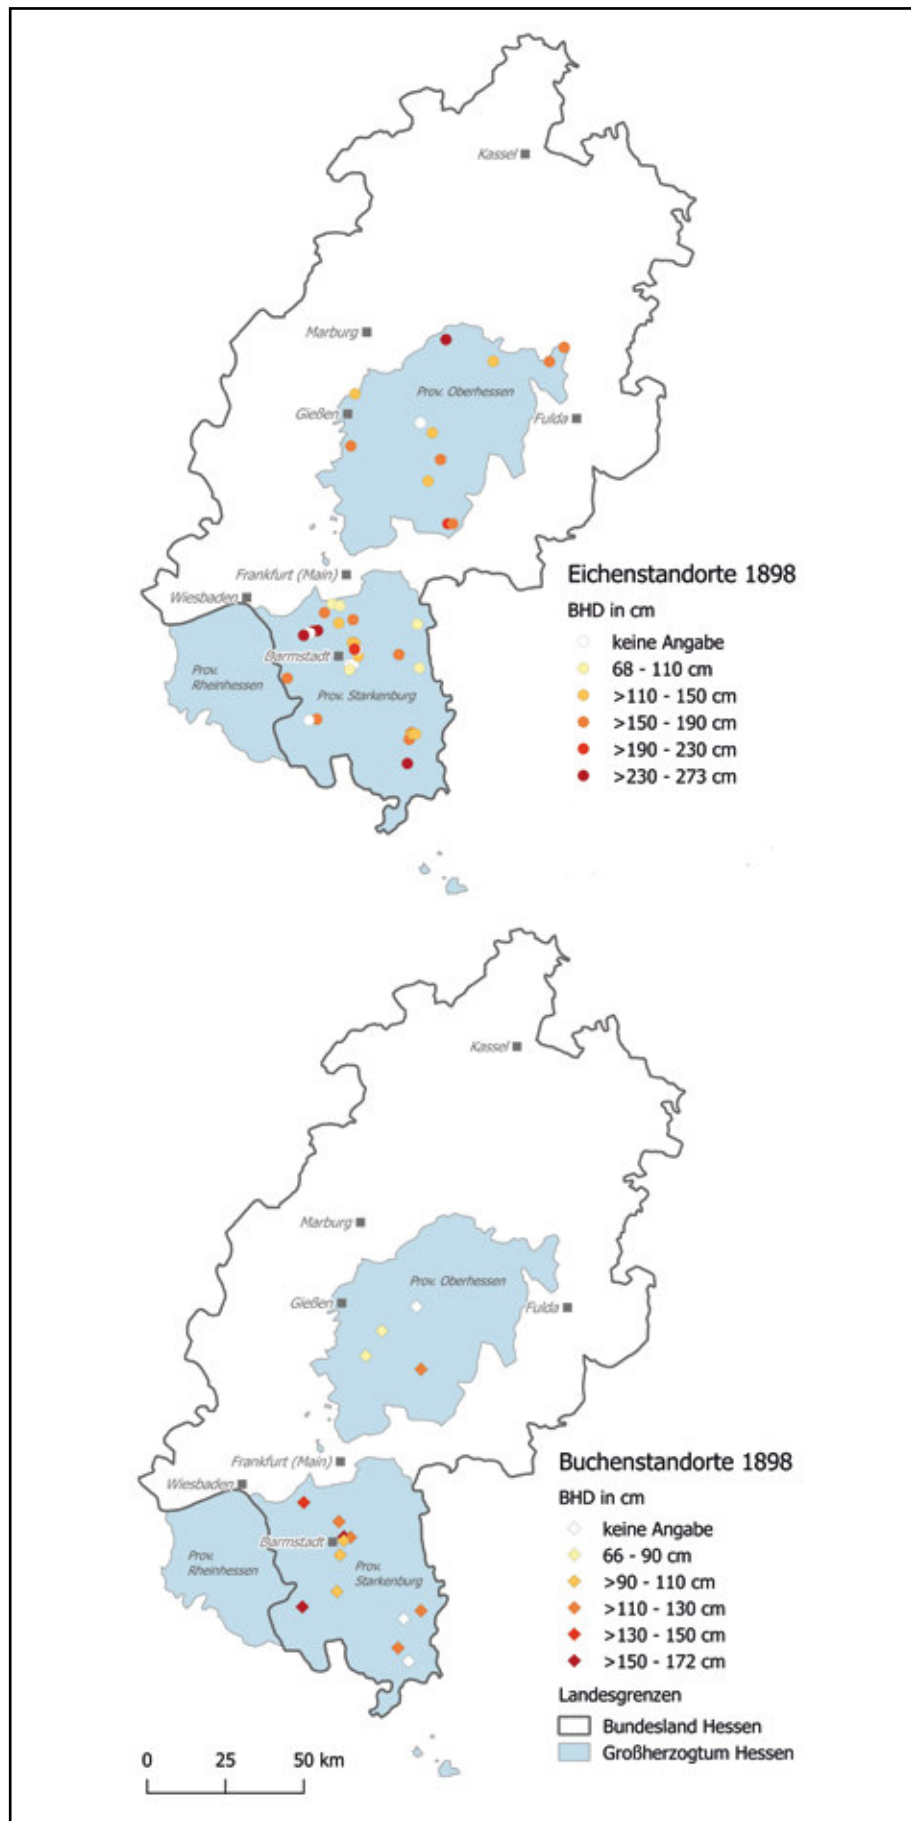 Kassel
Marburg
Prov. Oberhessen
Gießen
Fulda
Frankfurt (Main)
Wiesbaden
Barmstadt
Prov.
Rheinhessen
Prov. Starkenburg
Eichenstandorte 1898
BHD in cm
keine Angabe
68 - 110 cm
>110 - 150 cm
>150 - 190 cm
>190 - 230 cm
>230 - 273 cm
Kassel
Marburg
Prov. Oberhessen
Gießen
Fulda
Frankfurt (Main)
Wiesbaden
Barmstadt
Prov.
Rheinhessen
Prov.
Starkenburg
Buchenstandorte 1898
BHD in cm
keine Angabe
66 - 90 cm
>90 - 110 cm
>110 - 130 cm
>130 - 150 cm
>150 - 172 cm
Landesgrenzen
Bundesland Hessen
Großherzogtum Hessen
0 25 50 km